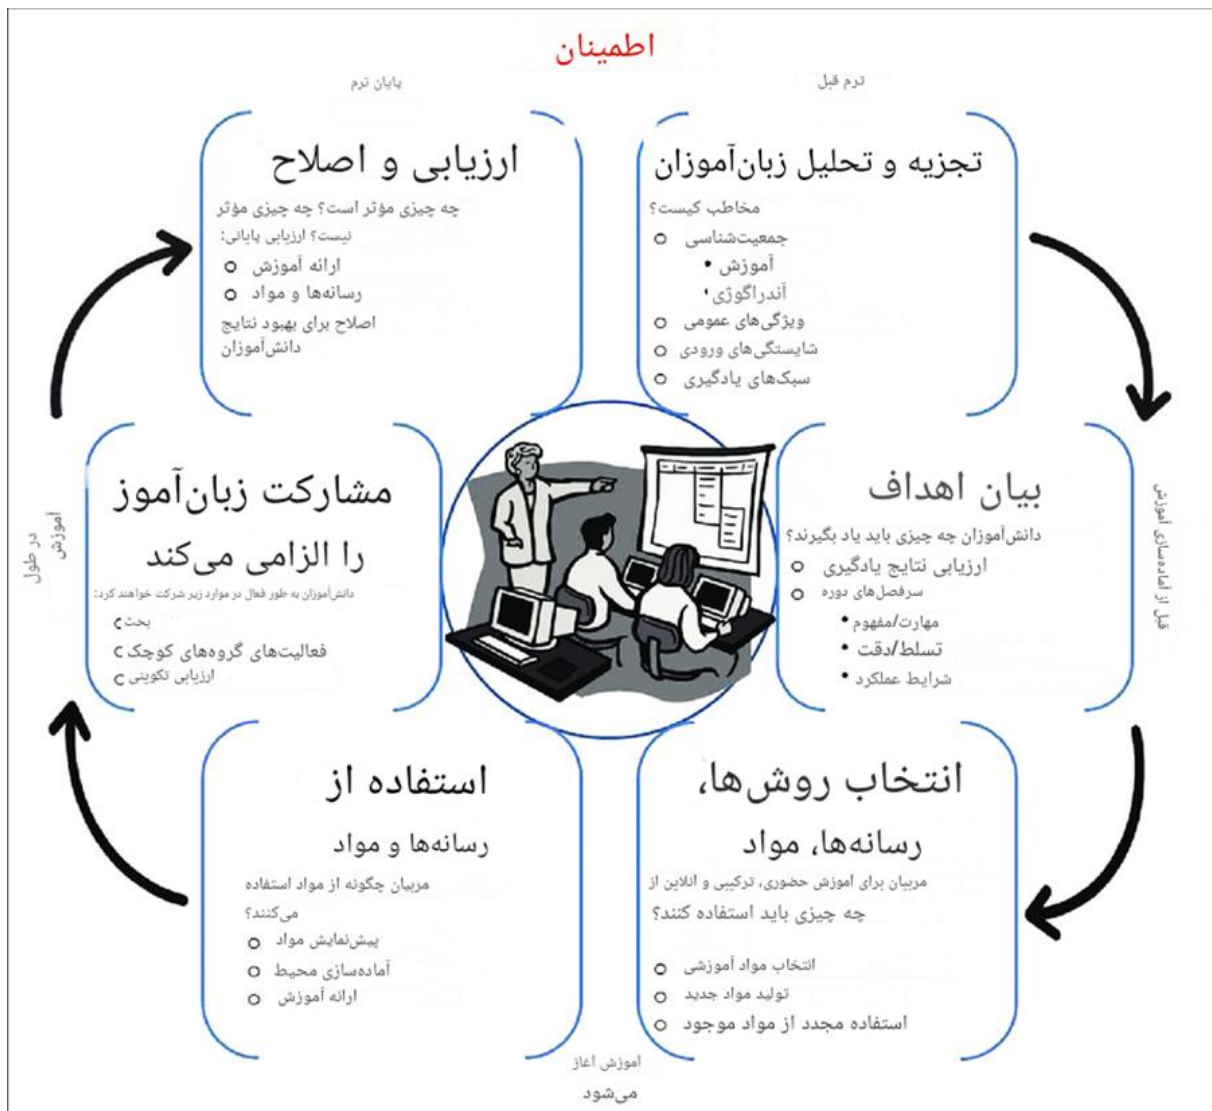 اطمینان
ترم قبل
پایان ترم
تجزیه و تحلیل زبان‌آموزان
مخاطب کیست؟
جمعیت‌شناسی
آموزش
آندراگوژی
ویژگی‌های عمومی
شایستگی‌های ورودی
سبک‌های یادگیری
قبل از آماده‌سازی آموزش
بیان اهداف
دانش‌آموزان چه چیزی باید یاد بگیرند؟
ارزیابی نتایج یادگیری
سرفصل‌های دوره
مهارت/مفهوم
تسلط/دقت
شرایط عملکرد
انتخاب روش‌ها،
رسانه‌ها، مواد
مربیان برای آموزش حضوری، ترکیبی و آنلاین از
چه چیزی باید استفاده کنند؟
انتخاب مواد آموزشی
تولید مواد جدید
استفاده مجدد از مواد موجود
آموزش آغاز
می‌شود
استفاده از
رسانه‌ها و مواد
مربیان چگونه از مواد استفاده
می‌کنند؟
پیش‌نمایش مواد
آماده‌سازی محیط
ارائه آموزش
در طول
آموزش
مشارکت زبان‌آموز
را الزامی می‌کند
دانش‌آموزان به طور فعال در موارد زیر شرکت خواهند کرد:
بحث
فعالیت‌های گروه‌های کوچک
ارزیابی تکوینی
ارزیابی و اصلاح
چه چیزی مؤثر است؟ چه چیزی مؤثر
نیست؟ ارزیابی پایانی:
ارائه آموزش
رسانه‌ها و مواد
اصلاح برای بهبود نتایج
دانش‌آموزان